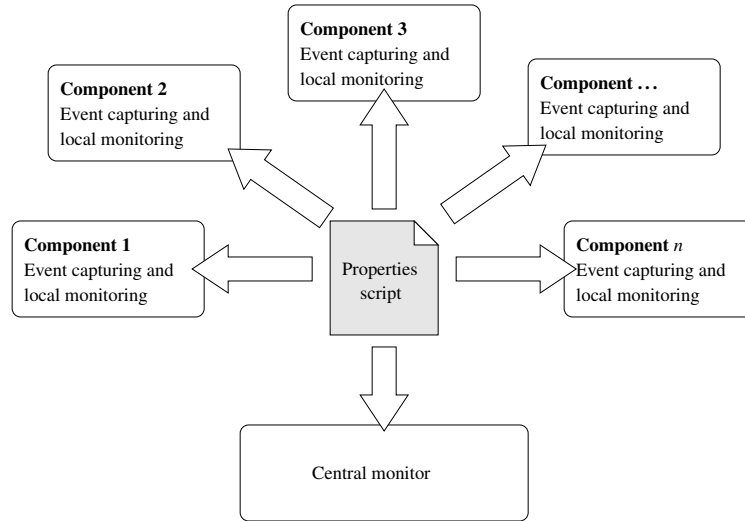 Component 3
Event capturing and
local monitoring
Component 2
Event capturing and
local monitoring
Component ...
Event capturing and
local monitoring
Component 1
Event capturing and
local monitoring
Properties
script
Component n
Event capturing and
local monitoring
Central monitor